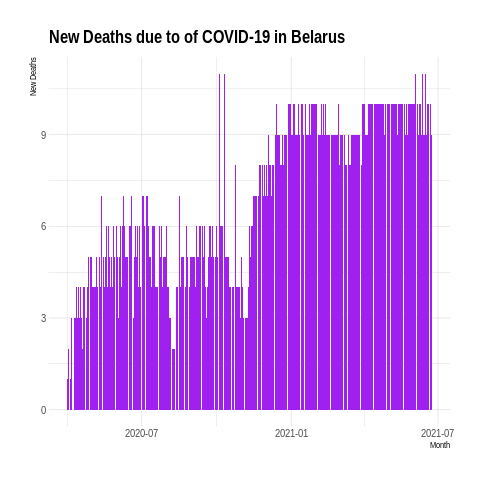 New Deaths due to of COVID-19 in Belarus
New Deaths
9
6
3
0
2020-07
2021-01
2021-07
Month